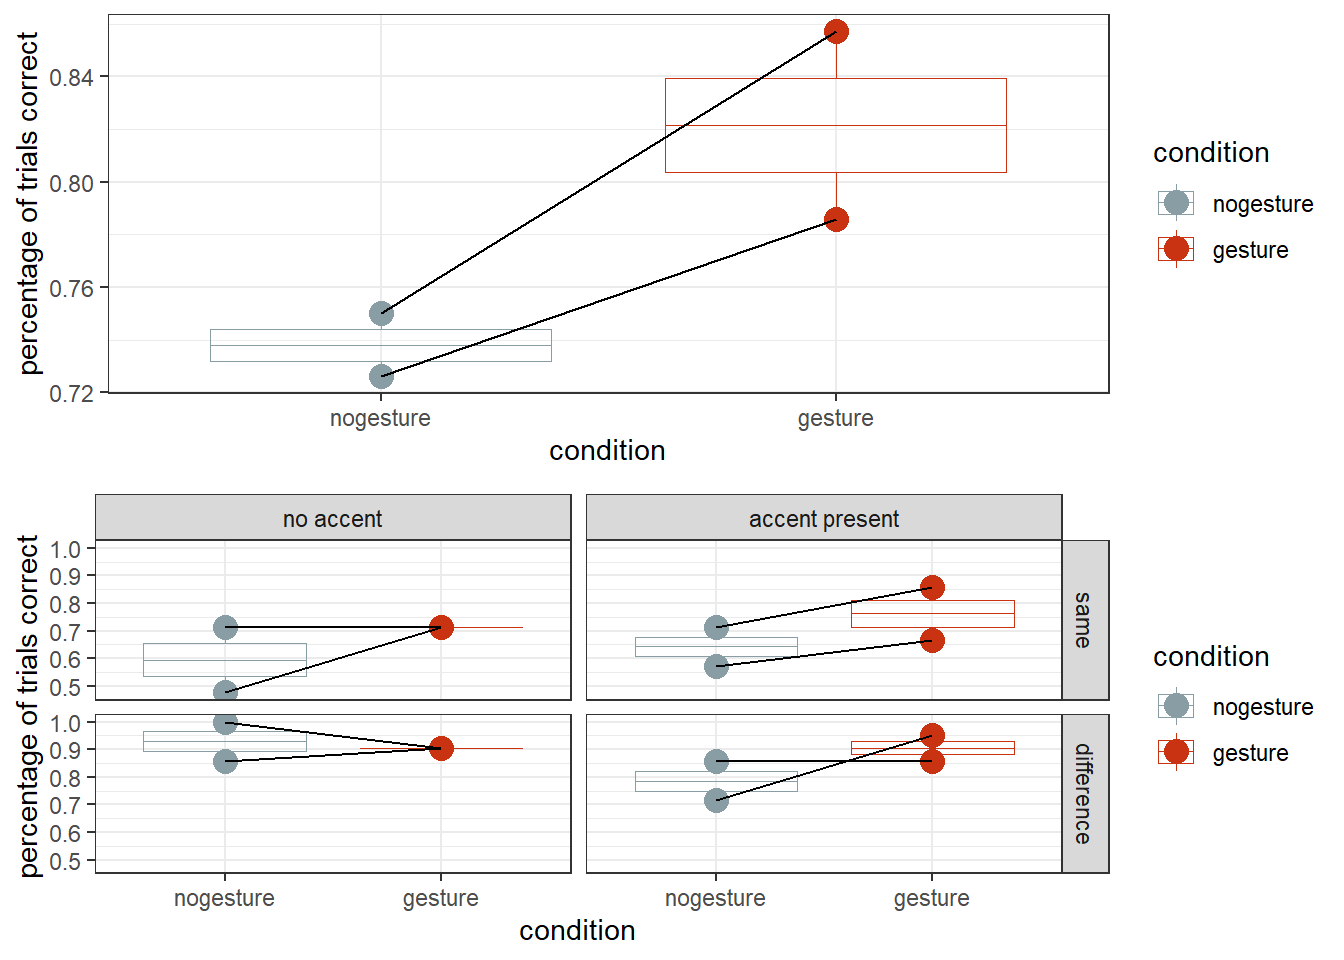 percentage of trials correct
0.84
0.80
0.76
0.72
nogesture
gesture
condition
condition
nogesture
gesture
no accent
accent present
percentage of trials correct
1.0
0.9
0.8
0.7
0.6
0.5
same
1.0
0.9
0.8
0.7
0.6
0.5
difference
nogesture
gesture
nogesture
gesture
condition
condition
nogesture
gesture